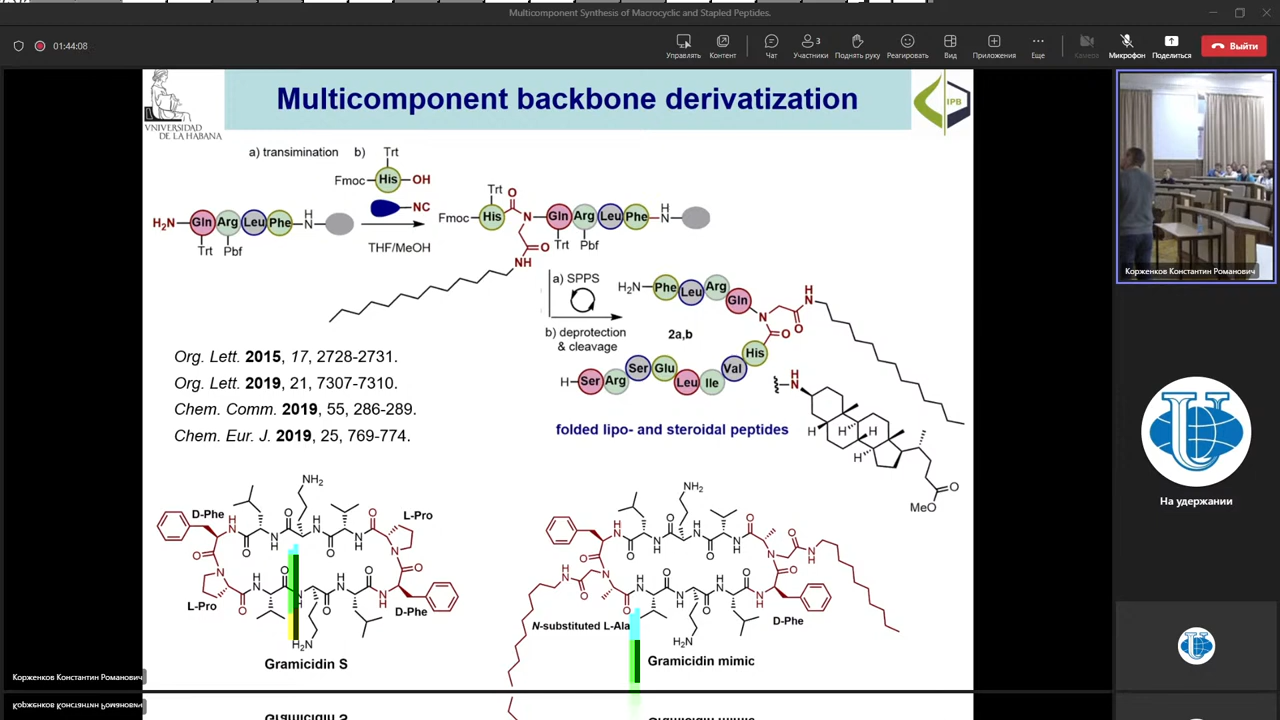 Multicomponent Synthesis of Macrocyclic and Stapled Peptides.
01:44:08
Управлять
Контент
Чат
3
Участники
Поднять руку
Реагировать
Вид
Приложения
Еще
Камера
Микрофон
Поделиться
Выйти
VNIVERSIDAD
DE LA HABANA
Multicomponent backbone derivatization
IPB
a) transimination b)
Trt
Fmoc His OH
NC
THF/MeOH
H2N Gln Arg Leu Phe N H
Trt Pbf
Trt O
Fmoc His N Gln Arg Leu Phe N H
Trt Pbf
O
NH
a) SPPS
b) deprotection
& cleavage
H2N Phe Leu Arg Gln
N O H N
O
2a,b
His
H Ser Arg Ser Glu Leu Ile Val
H N
H H H H
MeO O
folded lipo- and steroidal peptides
Org. Lett. 2015, 17, 2728-2731.
Org. Lett. 2019, 21, 7307-7310.
Chem. Comm. 2019, 55, 286-289.
Chem. Eur. J. 2019, 25, 769-774.
NH2
D-Phe
L-Pro
L-Pro
D-Phe
H2N
Gramicidin S
NH2
N-substituted L-Ala
D-Phe
H2N
Gramicidin mimic
Корженков Константин Романович
Корженков Константин Романович
На удержании
Корженков Константин Романович